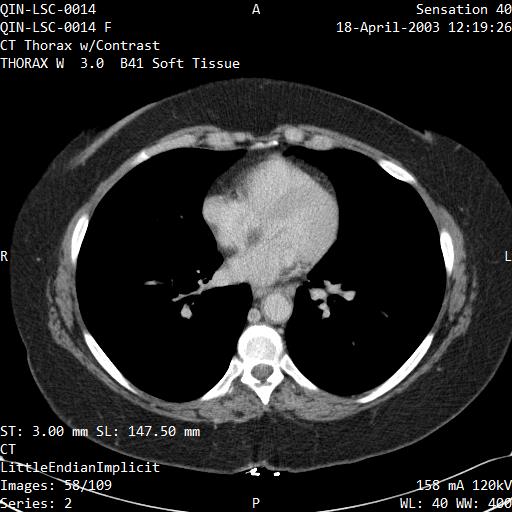 QIN-LSC-0014
A
Sensation 40
QIN-LSC-0014 F
18-April-2003 12:19:26
CT Thorax w/Contrast
THORAX W 3.0 B41 Soft Tissue
R
L
ST: 3.00 mm SL: 147.50 mm
CT
LittleEndianImplicit
Images: 58/109
158 mA 120kV
Series: 2
P
WL: 40 WW: 400